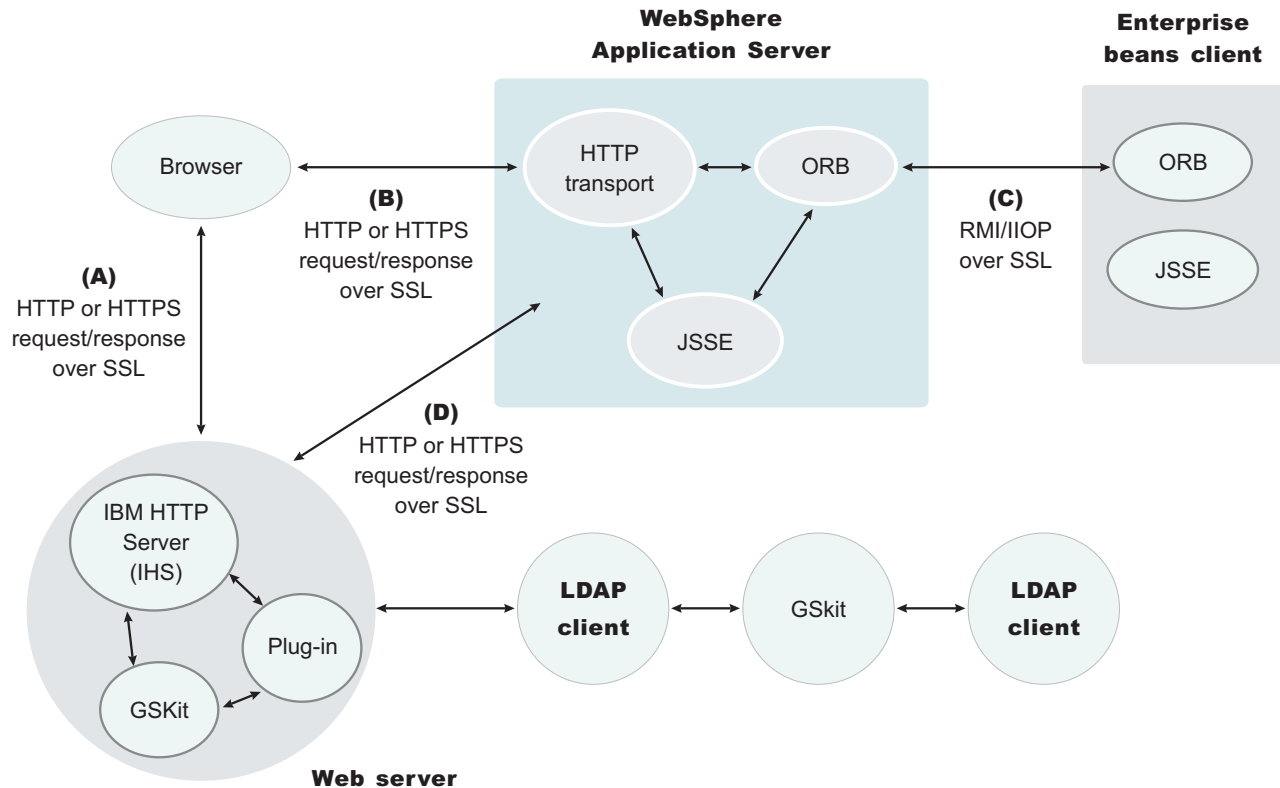 WebSphere
Application Server
Enterprise
beans client
Browser
HTTP
transport
ORB
ORB
(B)
HTTP or HTTPS
request/response
over SSL
(C)
RMI/IIOP
over SSL
JSSE
(A)
HTTP or HTTPS
request/response
over SSL
JSSE
(D)
HTTP or HTTPS
request/response
over SSL
IBM HTTP
Server
(IHS)
Plug-in
GSKit
LDAP
client
GSkit
LDAP
client
Web server